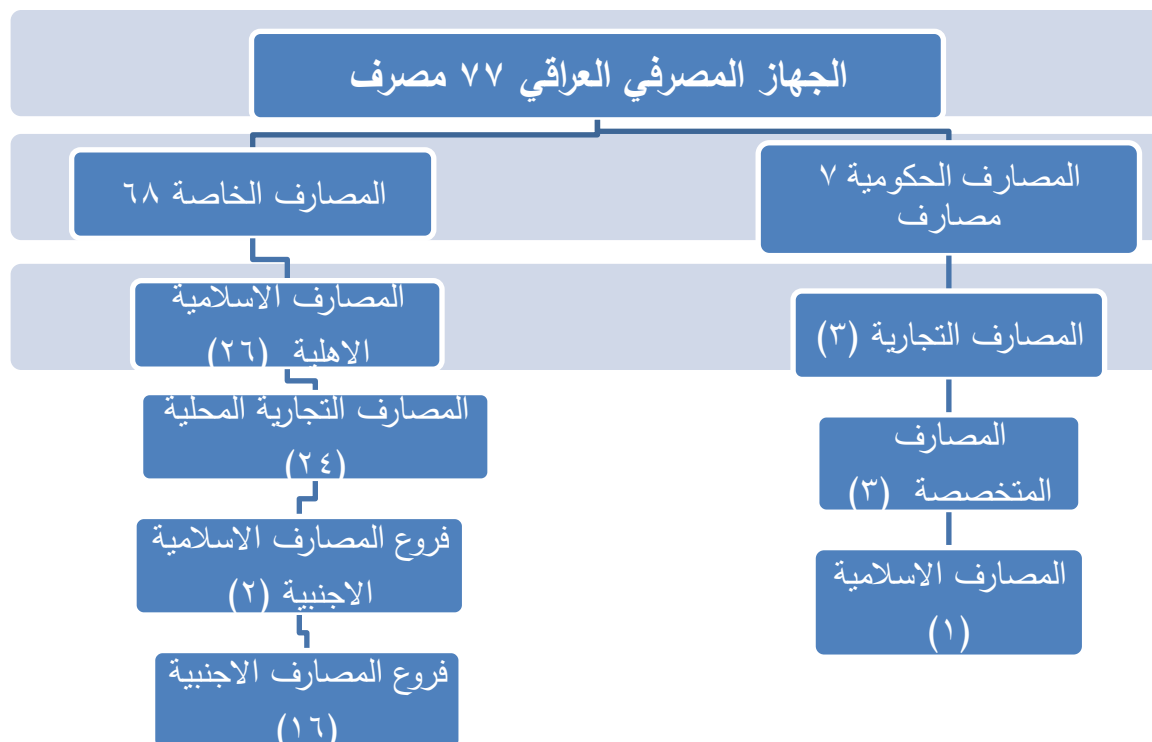 الجهاز المصرفي العراقي ٧٧ مصرف
المصارف الحكومية ٧
مصارف
المصارف الخاصة ٦٨
المصارف التجارية (٣)
المصارف
المتخصصة (٣)
المصارف الاسلامية
(١)
المصارف الاسلامية
الاهلية (٢٦)
المصارف التجارية المحلية
(٢٤)
فروع المصارف الاسلامية
الاجنبية (٢)
فروع المصارف الاجنبية
(١٦)